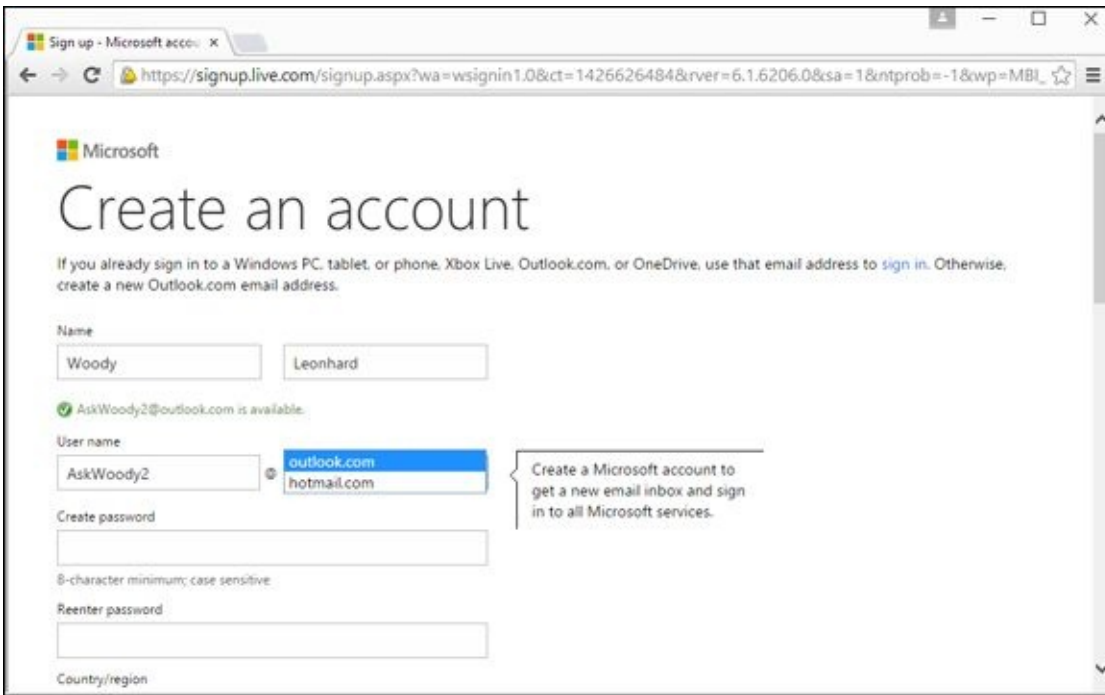 Sign up - Microsoft accou
https://signup.live.com/signup.aspx?wa=wsignin1.0&ct=1426626484&rver=6.1.6206.0&sa=1&ntprob=-1&wp=MBI_
Microsoft
Create an account
If you already sign in to a Windows PC, tablet, or phone, Xbox Live, Outlook.com, or OneDrive, use that email address to sign in. Otherwise,
create a new Outlook.com email address.
Name
Woody Leonhard
AskWoody2@outlook.com is available.
User name
AskWoody2 @ outlook.com
hotmail.com
Create a Microsoft account to
get a new email inbox and sign
in to all Microsoft services.
Create password
8-character minimum; case sensitive
Reenter password
Country/region